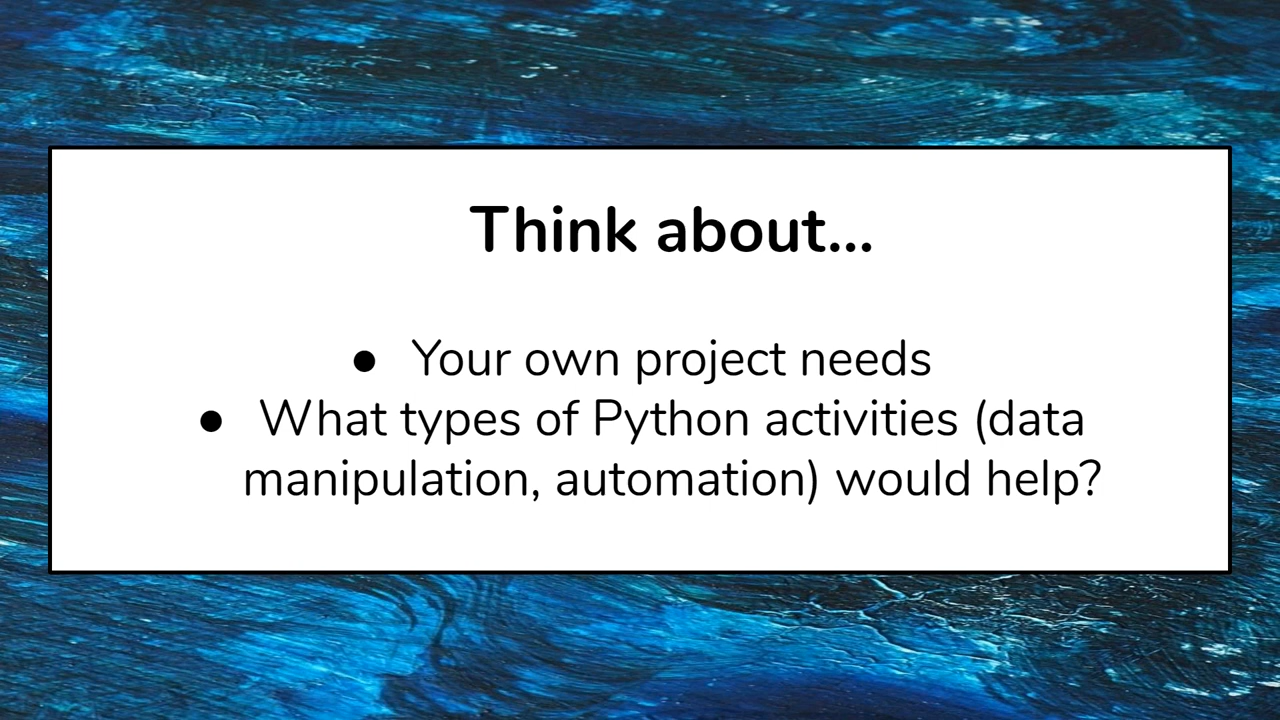 Think about...
● Your own project needs
● What types of Python activities (data
manipulation, automation) would help?